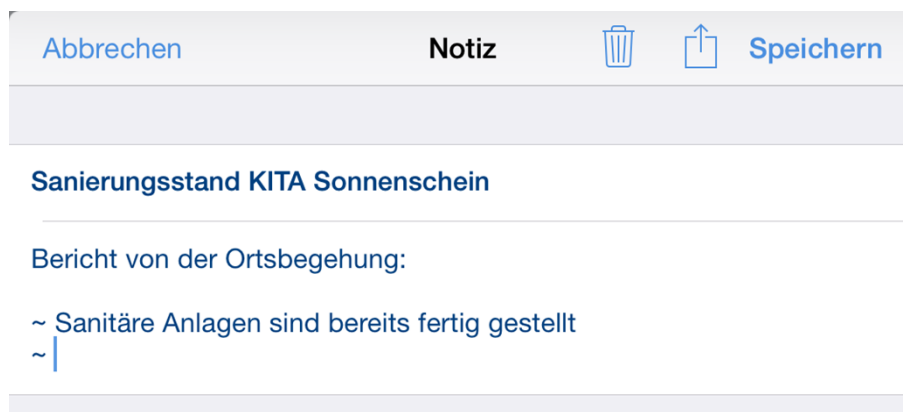 Abbrechen Notiz Speichern
Sanierungsstand KITA Sonnenschein
Bericht von der Ortsbegehung:
~ Sanitäre Anlagen sind bereits fertig gestellt
~